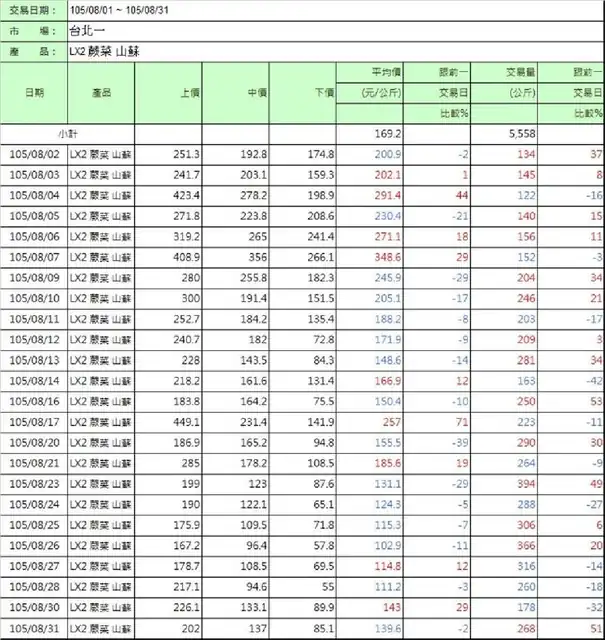 交易日期： 105/08/01 ~ 105/08/31
市 場： 台北一
產 品： LX2 蕨菜 山蘇
日期 產品 上價 中價 下價 平均價 (元/公斤) 跟前一交易日比較% 交易量 (公斤) 跟前一交易日比較%
小計 169.2 5,558
105/08/02 LX2 蕨菜 山蘇 251.3 192.8 174.8 200.9 -2 134 37
105/08/03 LX2 蕨菜 山蘇 241.7 203.1 159.3 202.1 1 145 8
105/08/04 LX2 蕨菜 山蘇 423.4 278.2 198.9 291.4 44 122 -16
105/08/05 LX2 蕨菜 山蘇 271.8 223.8 208.6 230.4 -21 140 15
105/08/06 LX2 蕨菜 山蘇 319.2 265 241.4 271.1 18 156 11
105/08/07 LX2 蕨菜 山蘇 408.9 356 266.1 348.6 29 152 -3
105/08/09 LX2 蕨菜 山蘇 280 255.8 182.3 245.9 -29 204 34
105/08/10 LX2 蕨菜 山蘇 300 191.4 151.5 205.1 -17 246 21
105/08/11 LX2 蕨菜 山蘇 252.7 184.2 135.4 188.2 -8 203 -17
105/08/12 LX2 蕨菜 山蘇 240.7 182 72.8 171.9 -9 209 3
105/08/13 LX2 蕨菜 山蘇 228 143.5 84.3 148.6 -14 281 34
105/08/14 LX2 蕨菜 山蘇 218.2 161.6 131.4 166.9 12 163 -42
105/08/16 LX2 蕨菜 山蘇 183.8 164.2 75.5 150.4 -10 250 53
105/08/17 LX2 蕨菜 山蘇 449.1 231.4 141.9 257 71 223 -11
105/08/20 LX2 蕨菜 山蘇 186.9 165.2 94.8 155.5 -39 290 30
105/08/21 LX2 蕨菜 山蘇 285 178.2 108.5 185.6 19 264 -9
105/08/23 LX2 蕨菜 山蘇 199 123 87.6 131.1 -29 394 49
105/08/24 LX2 蕨菜 山蘇 190 122.1 65.1 124.3 -5 288 -27
105/08/25 LX2 蕨菜 山蘇 175.9 109.5 71.8 115.3 -7 306 6
105/08/26 LX2 蕨菜 山蘇 167.2 96.4 57.8 102.9 -11 366 20
105/08/27 LX2 蕨菜 山蘇 178.7 108.5 69.5 114.8 12 316 -14
105/08/28 LX2 蕨菜 山蘇 217.1 94.6 55 111.2 -3 260 -18
105/08/30 LX2 蕨菜 山蘇 226.1 133.1 89.9 143 29 178 -32
105/08/31 LX2 蕨菜 山蘇 202 137 85.1 139.6 -2 268 51